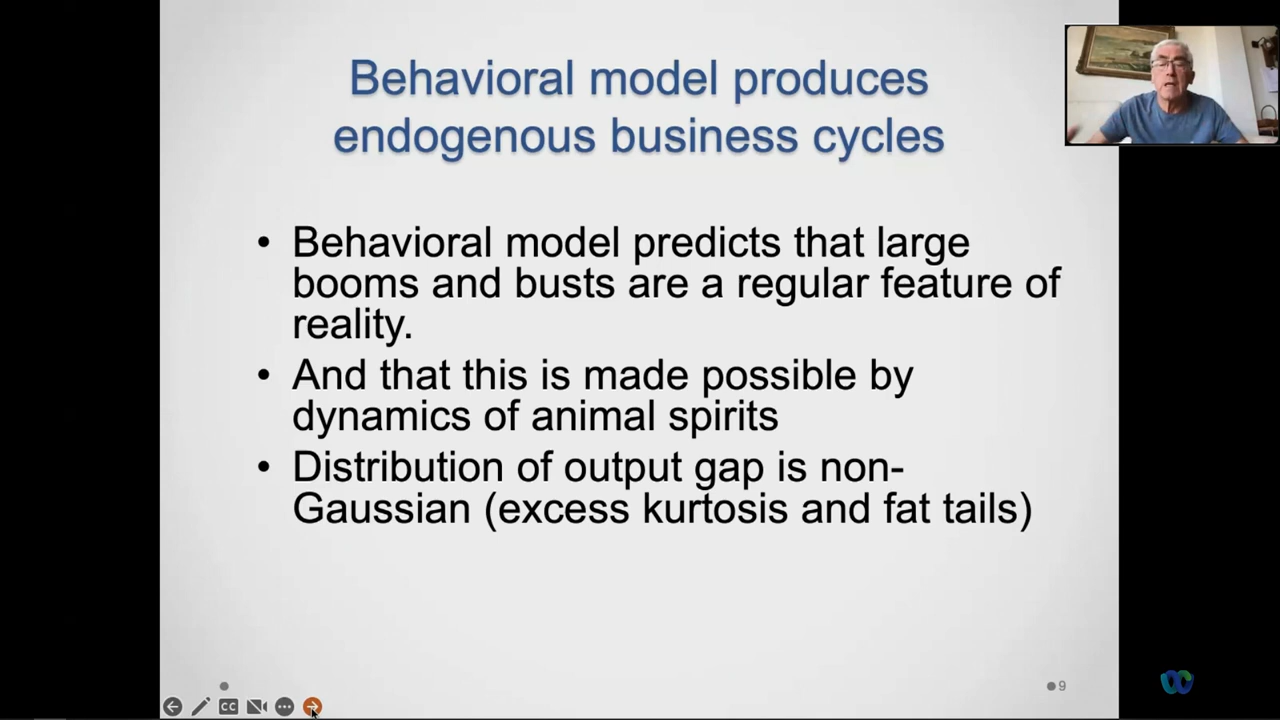 Behavioral model produces
endogenous business cycles
• Behavioral model predicts that large
booms and busts are a regular feature of
reality.
• And that this is made possible by
dynamics of animal spirits
• Distribution of output gap is non-
Gaussian (excess kurtosis and fat tails)
CC
9